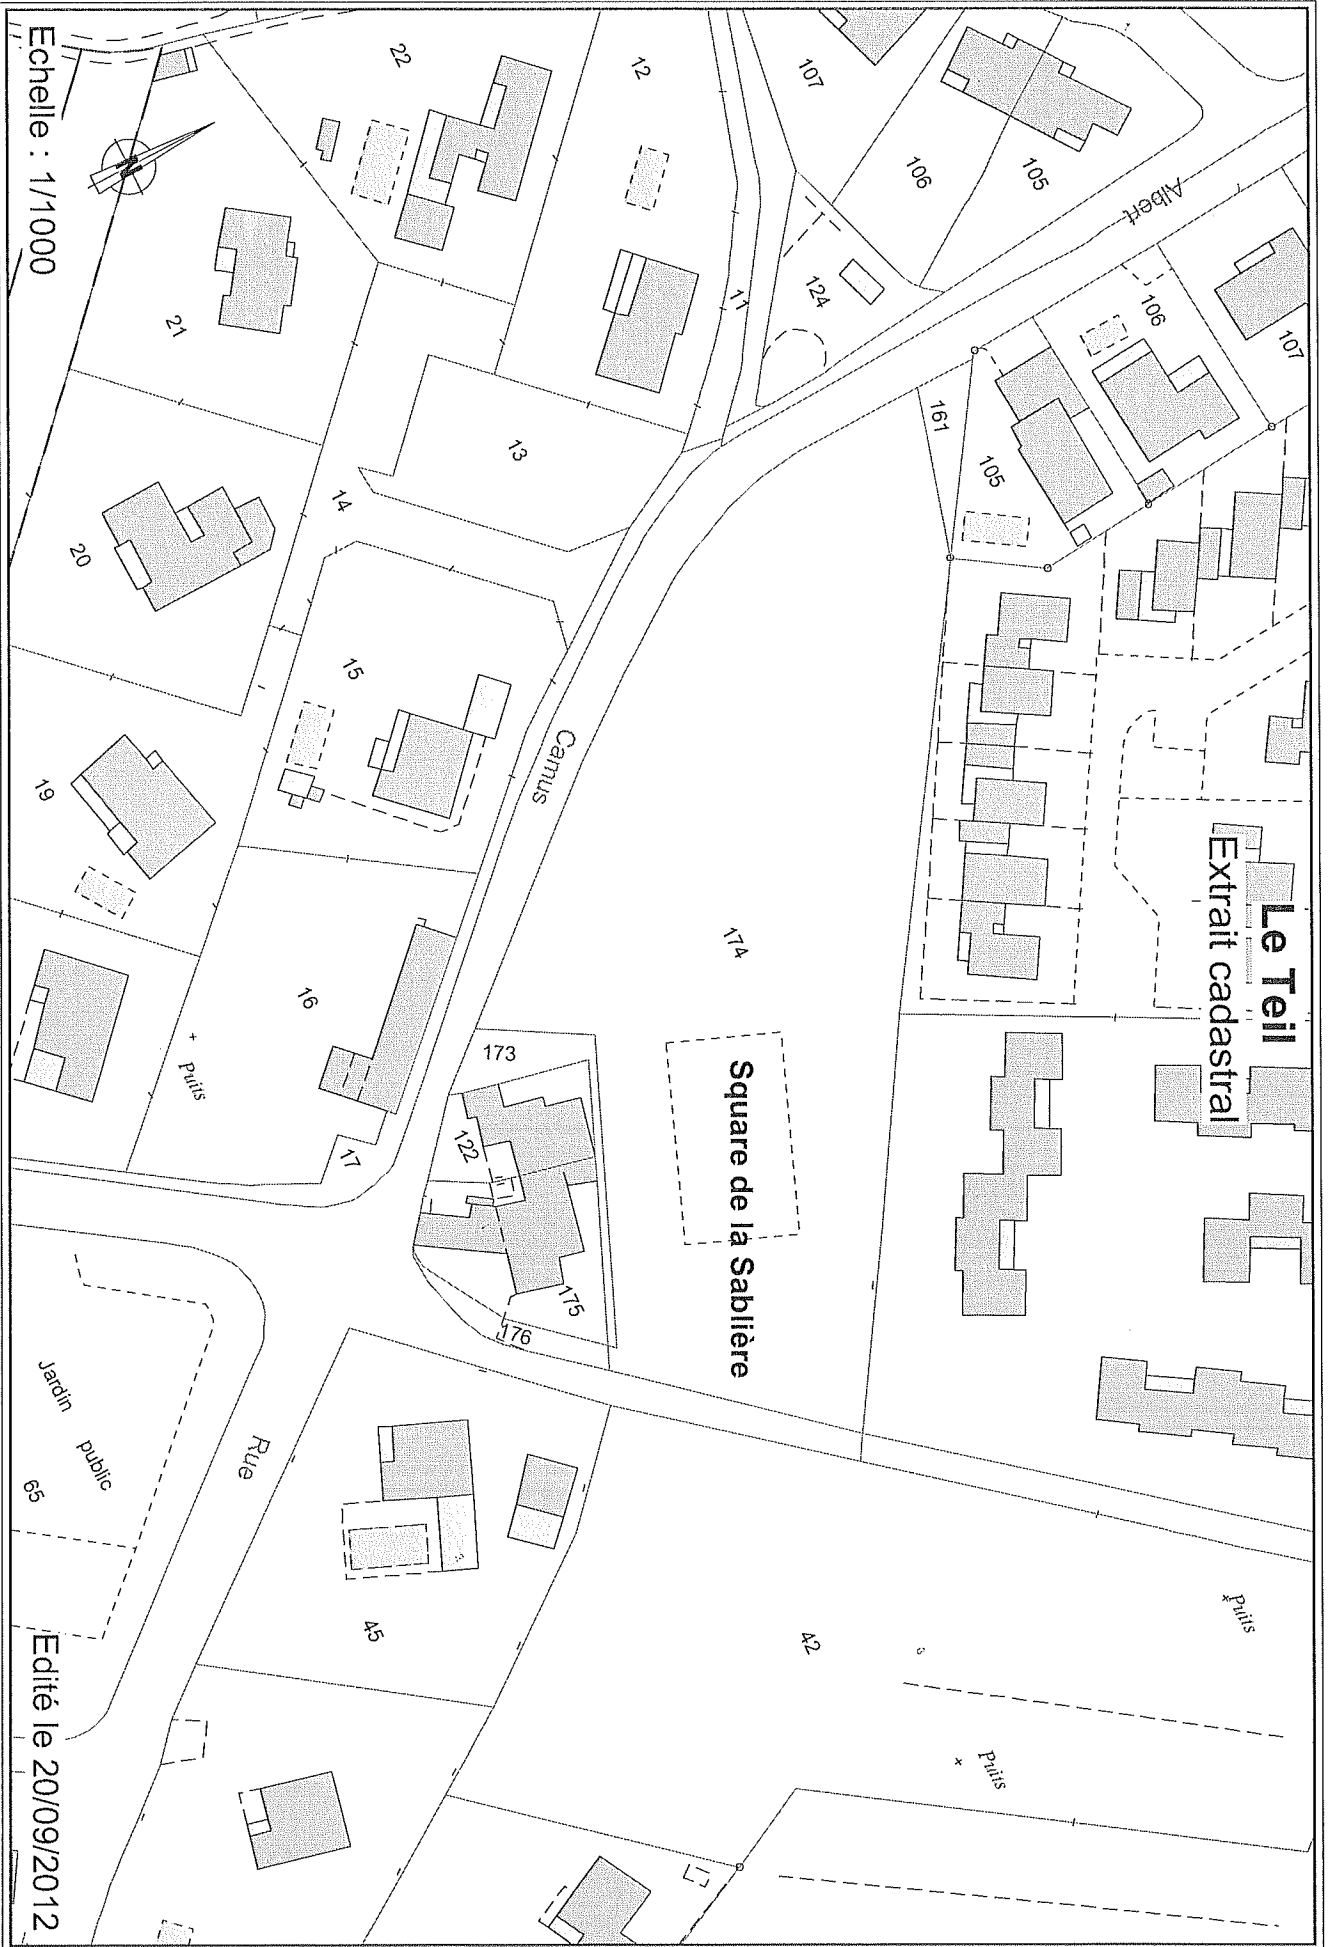 Le Teil
Extrait cadastral
Echelle : 1/1000
Edité le 20/09/2012
Square de la Sablière
Rue
Albert
Camus
Jardin
public
Puits
Puits
Puits
N
22
12
107
106
105
124
11
106
107
161
105
13
14
21
20
15
19
16
17
174
173
122
175
176
65
45
42